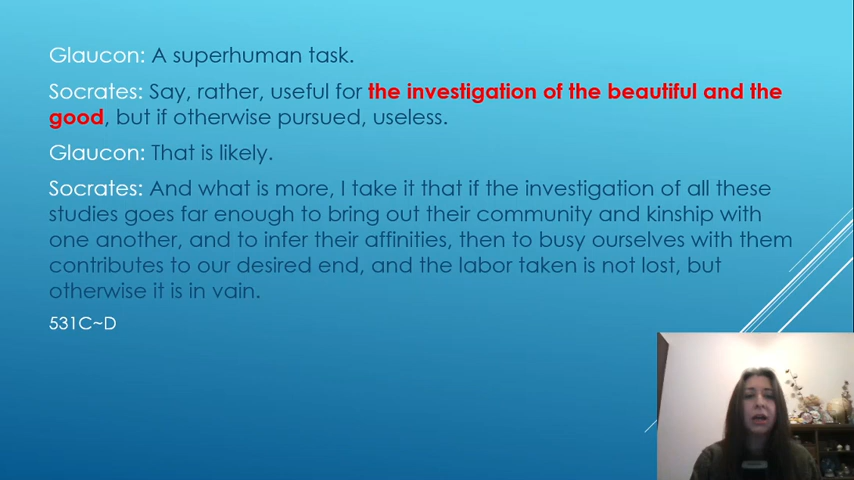 Glaucon: A superhuman task.
Socrates: Say, rather, useful for the investigation of the beautiful and the
good, but if otherwise pursued, useless.
Glaucon: That is likely.
Socrates: And what is more, I take it that if the investigation of all these
studies goes far enough to bring out their community and kinship with
one another, and to infer their affinities, then to busy ourselves with them
contributes to our desired end, and the labor taken is not lost, but
otherwise it is in vain.
531C~D